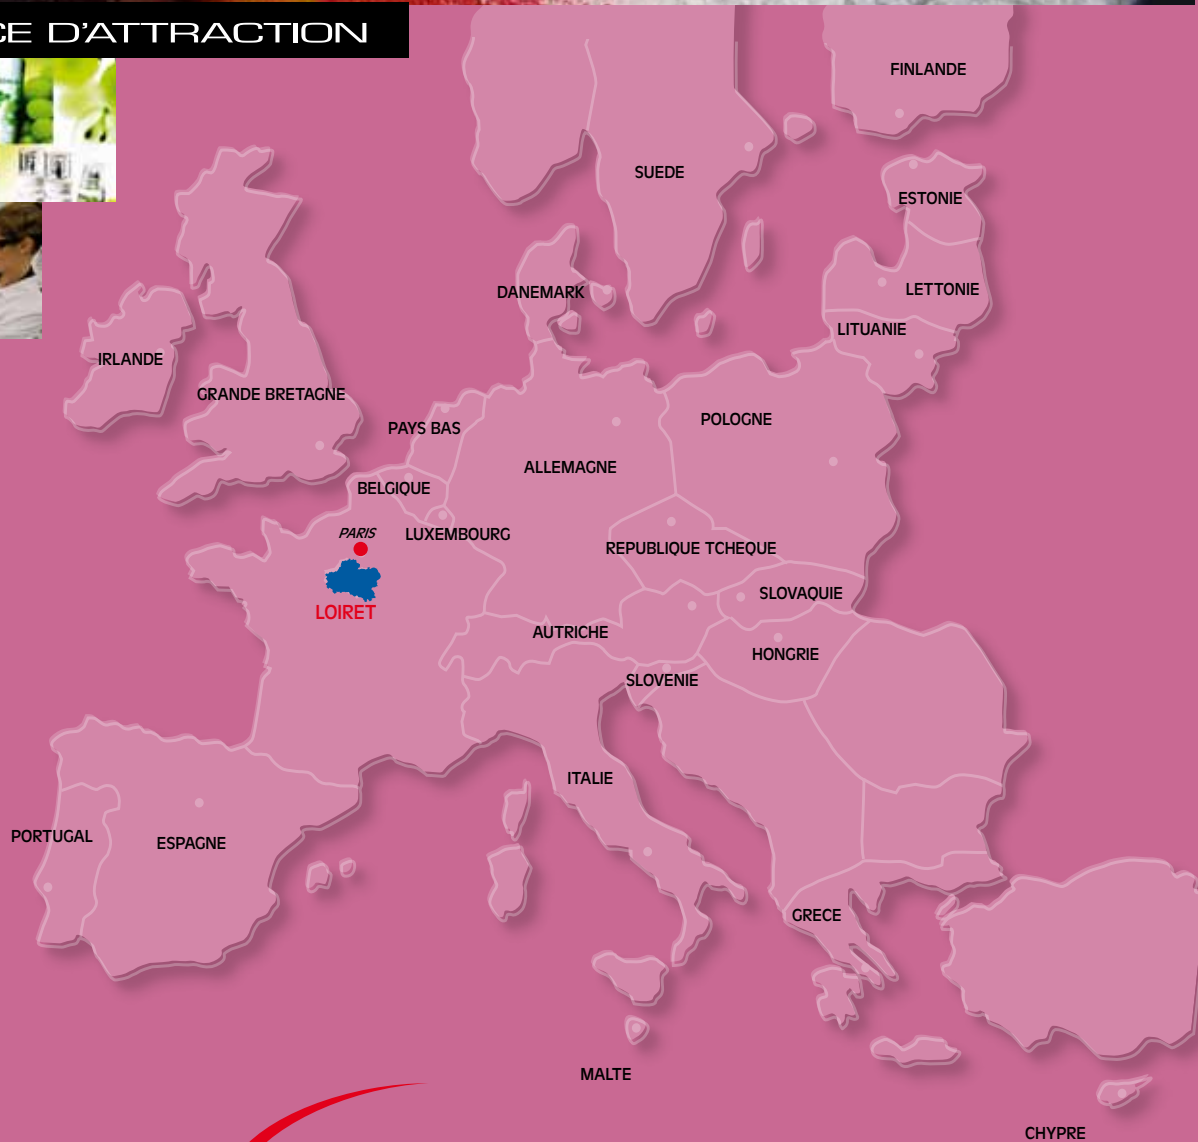 CE D'ATTRACTION
FINLANDE
SUEDE
ESTONIE
DANEMARK
LETTONIE
LITUANIE
IRLANDE
GRANDE BRETAGNE
POLOGNE
PAYS BAS
ALLEMAGNE
BELGIQUE
PARIS
LUXEMBOURG
REPUBLIQUE TCHEQUE
SLOVAQUIE
LOIRET
AUTRICHE
HONGRIE
SLOVENIE
ITALIE
PORTUGAL
ESPAGNE
GRECE
MALTE
CHYPRE